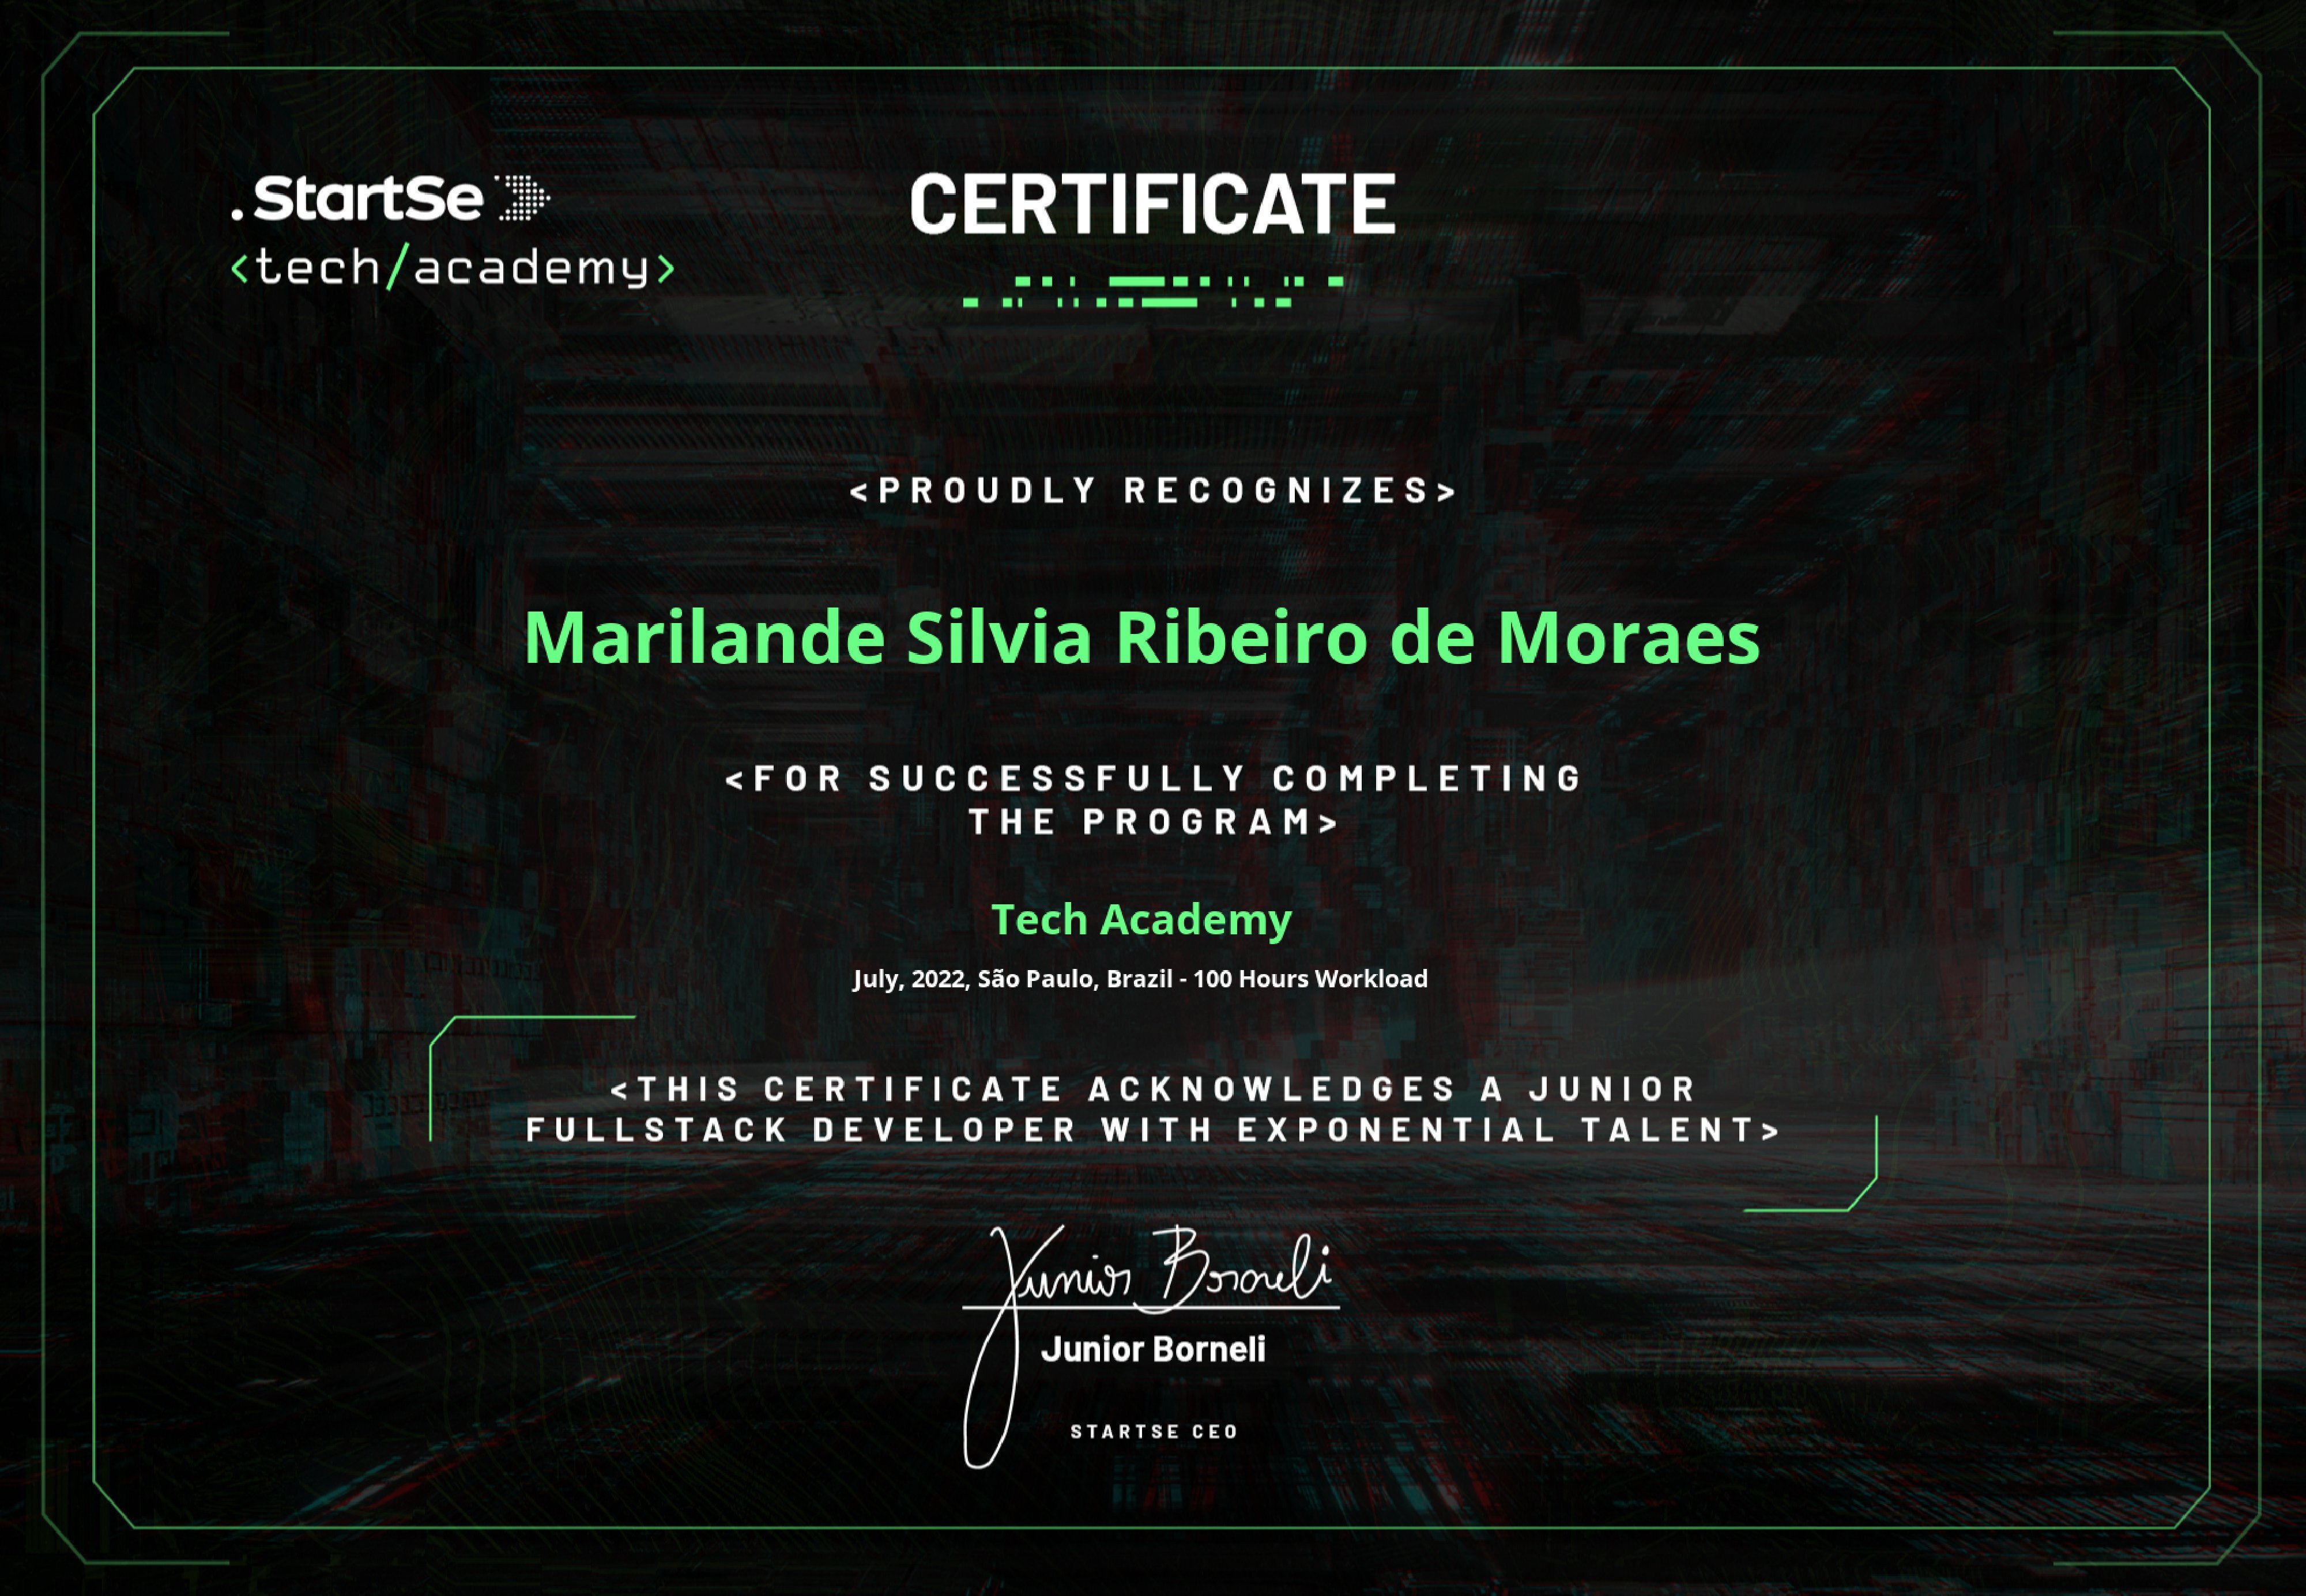 .StartSe
<tech/academy>
CERTIFICATE
<PROUDLY RECOGNIZES>
Marilande Silvia Ribeiro de Moraes
<FOR SUCCESSFULLY COMPLETING
THE PROGRAM>
Tech Academy
July, 2022, São Paulo, Brazil - 100 Hours Workload
<THIS CERTIFICATE ACKNOWLEDGES A JUNIOR
FULLSTACK DEVELOPER WITH EXPONENTIAL TALENT>
Junior Borneli
Junior Borneli
STARTSE CEO